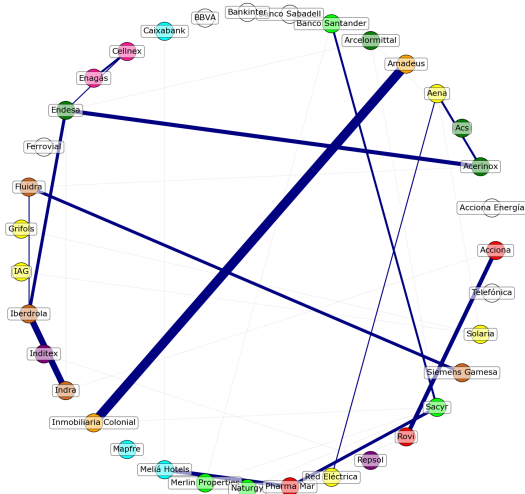 Bankinter
Banco Sabadell
BBVA
Banco Santander
Caixabank
Arcelormittal
Cellnex
Amadeus
Enagás
Aena
Endesa
Acs
Ferrovial
Acerinox
Fluidra
Acciona Energía
Grifols
Acciona
IAG
Telefónica
Iberdrola
Solaria
Inditex
Siemens Gamesa
Indra
Sacyr
Inmobiliaria Colonial
Rovi
Mapfre
Repsol
Meliá Hotels
Red Eléctrica
Merlin Properties
Naturgy
Pharma Mar